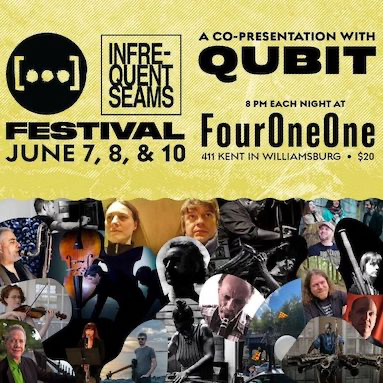 [•••]
INFRE-
QUENT
SEAMS
FESTIVAL
JUNE 7, 8, & 10
A CO-PRESENTATION WITH
QUBIT
8 PM EACH NIGHT AT
FourOneOne
411 KENT IN WILLIAMSBURG • $20